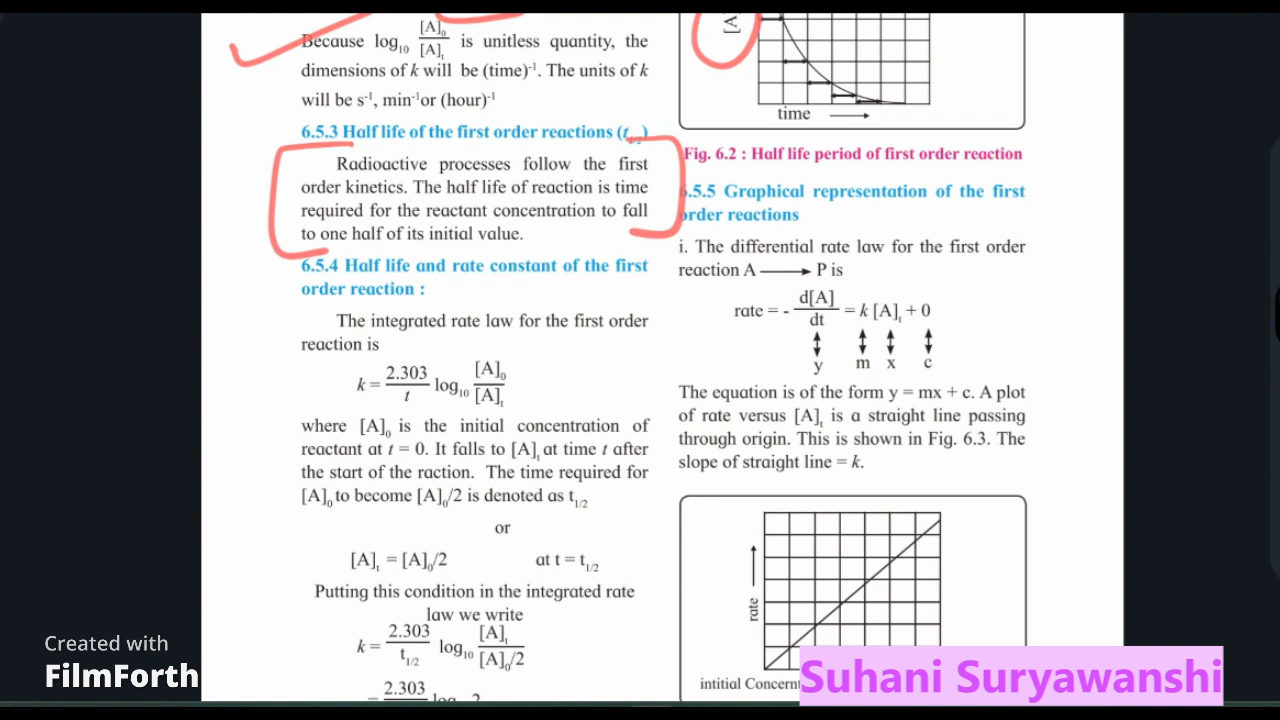 Because log₁₀ [A]₀/[A]ₜ is unitless quantity, the
dimensions of k will be (time)⁻¹. The units of k
will be s⁻¹, min⁻¹or (hour)⁻¹
6.5.3 Half life of the first order reactions (t₁/₂)
Radioactive processes follow the first
order kinetics. The half life of reaction is time
required for the reactant concentration to fall
to one half of its initial value.
6.5.4 Half life and rate constant of the first
order reaction :
The integrated rate law for the first order
reaction is
k = 2.303/t log₁₀ [A]₀/[A]ₜ
where [A]₀ is the initial concentration of
reactant at t = 0. It falls to [A]ₜ at time t after
the start of the raction. The time required for
[A]₀ to become [A]₀/2 is denoted as t₁/₂
or
[A]ₜ = [A]₀/2 at t = t₁/₂
Putting this condition in the integrated rate
law we write
k = 2.303/t₁/₂ log₁₀ [A]ₜ/[A]₀/2
= 2.303 log 2
[A]
time
Fig. 6.2 : Half life period of first order reaction
6.5.5 Graphical representation of the first
order reactions
i. The differential rate law for the first order
reaction A ⟶ P is
rate = - d[A]/dt = k [A]ₜ + 0
y m x c
The equation is of the form y = mx + c. A plot
of rate versus [A]ₜ is a straight line passing
through origin. This is shown in Fig. 6.3. The
slope of straight line = k.
rate
intitial
Created with
FilmForth
Suhani Suryawanshi